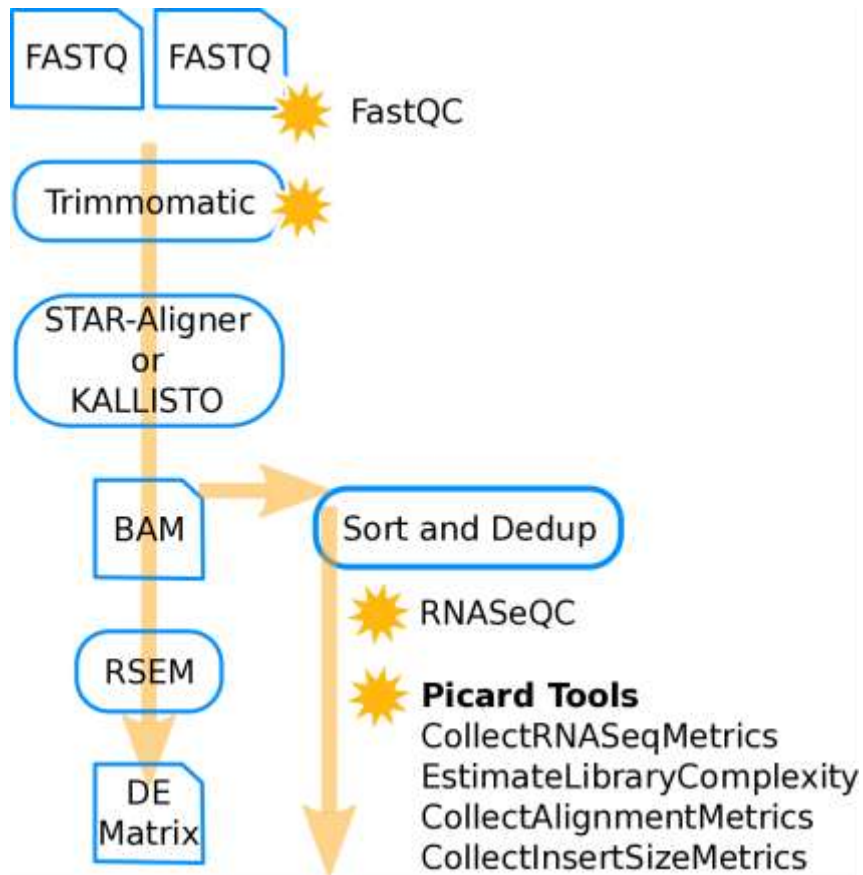 FASTQ FASTQ
FastQC
Trimmomatic
STAR-Aligner
or
KALLISTO
BAM
Sort and Dedup
RNASeQC
RSEM
Picard Tools
CollectRNASeqMetrics
EstimateLibraryComplexity
CollectAlignmentMetrics
CollectInsertSizeMetrics
DE
Matrix